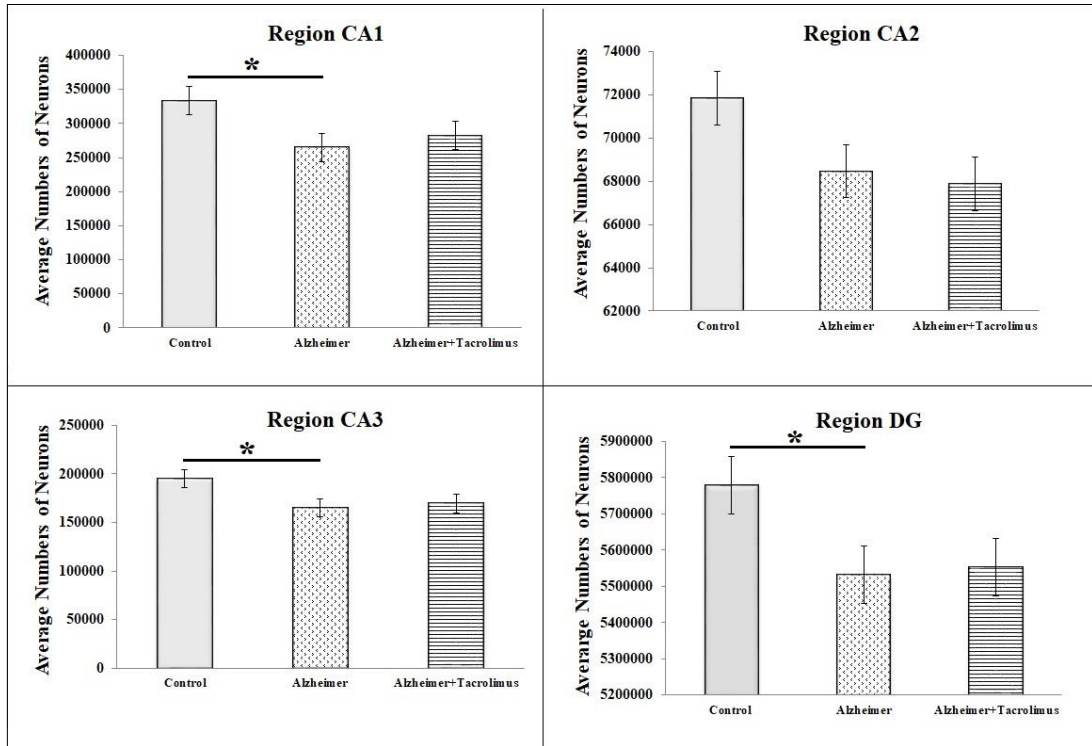 Region CA1
*
Average Numbers of Neurons
400000
350000
300000
250000
200000
150000
100000
50000
0
Control Alzheimer Alzheimer+Tacrolimus
Region CA2
Average Numbers of Neurons
74000
72000
70000
68000
66000
64000
62000
Control Alzheimer Alzheimer+Tacrolimus
Region CA3
*
Average Numbers of Neurons
250000
200000
150000
100000
50000
0
Control Alzheimer Alzheimer+Tacrolimus
Region DG
*
Averarge Numbers of Neurons
5900000
5800000
5700000
5600000
5500000
5400000
5300000
5200000
Control Alzheimer Alzheimer+Tacrolimus